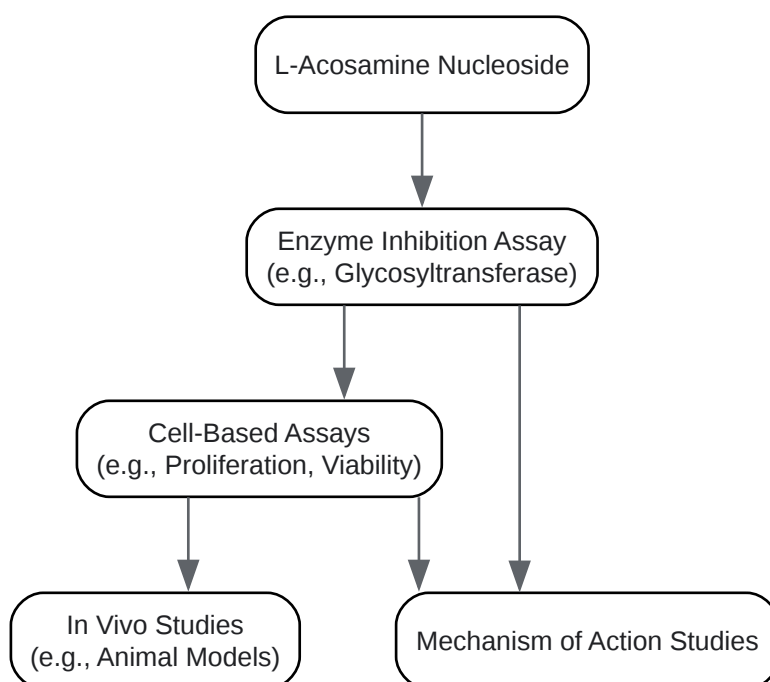 L-Acosamine Nucleoside
Enzyme Inhibition Assay
(e.g., Glycosyltransferase)
Cell-Based Assays
(e.g., Proliferation, Viability)
In Vivo Studies
(e.g., Animal Models)
Mechanism of Action Studies